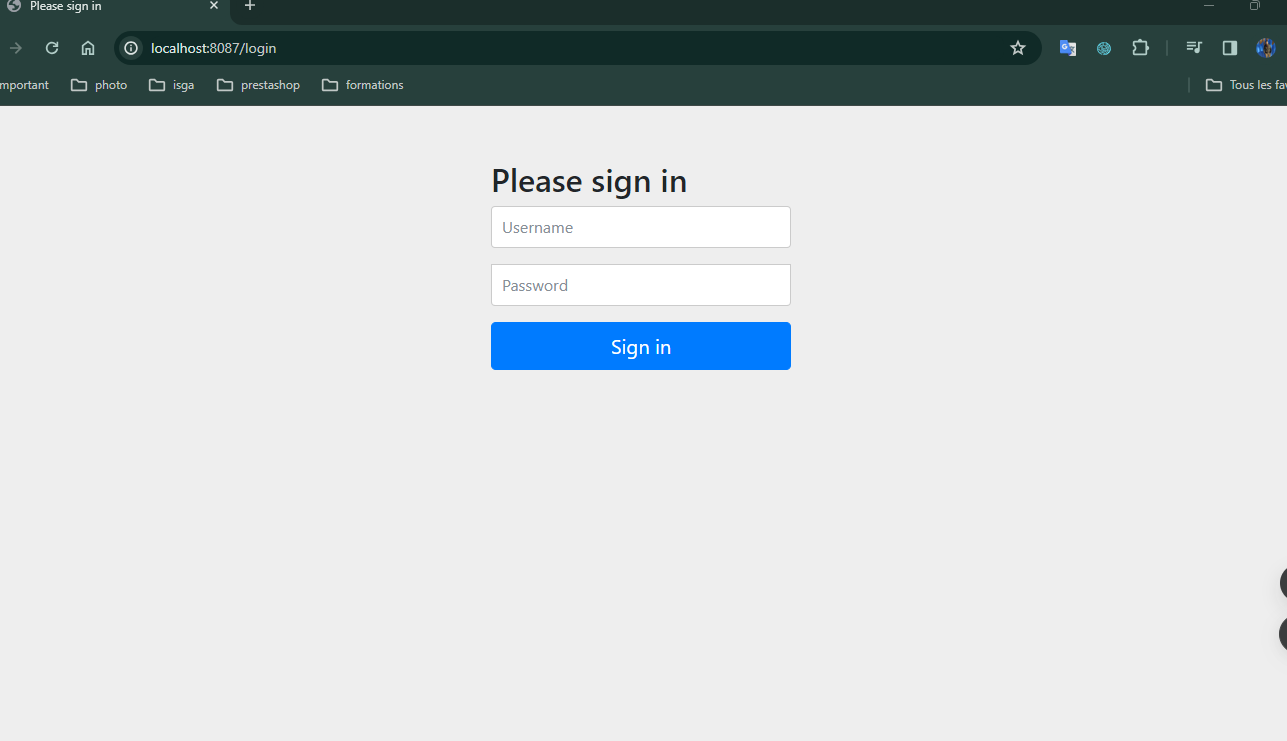 Please sign in
localhost:8087/login
mportant photo isga prestashop formations Tous les fav
Please sign in
Username
Password
Sign in